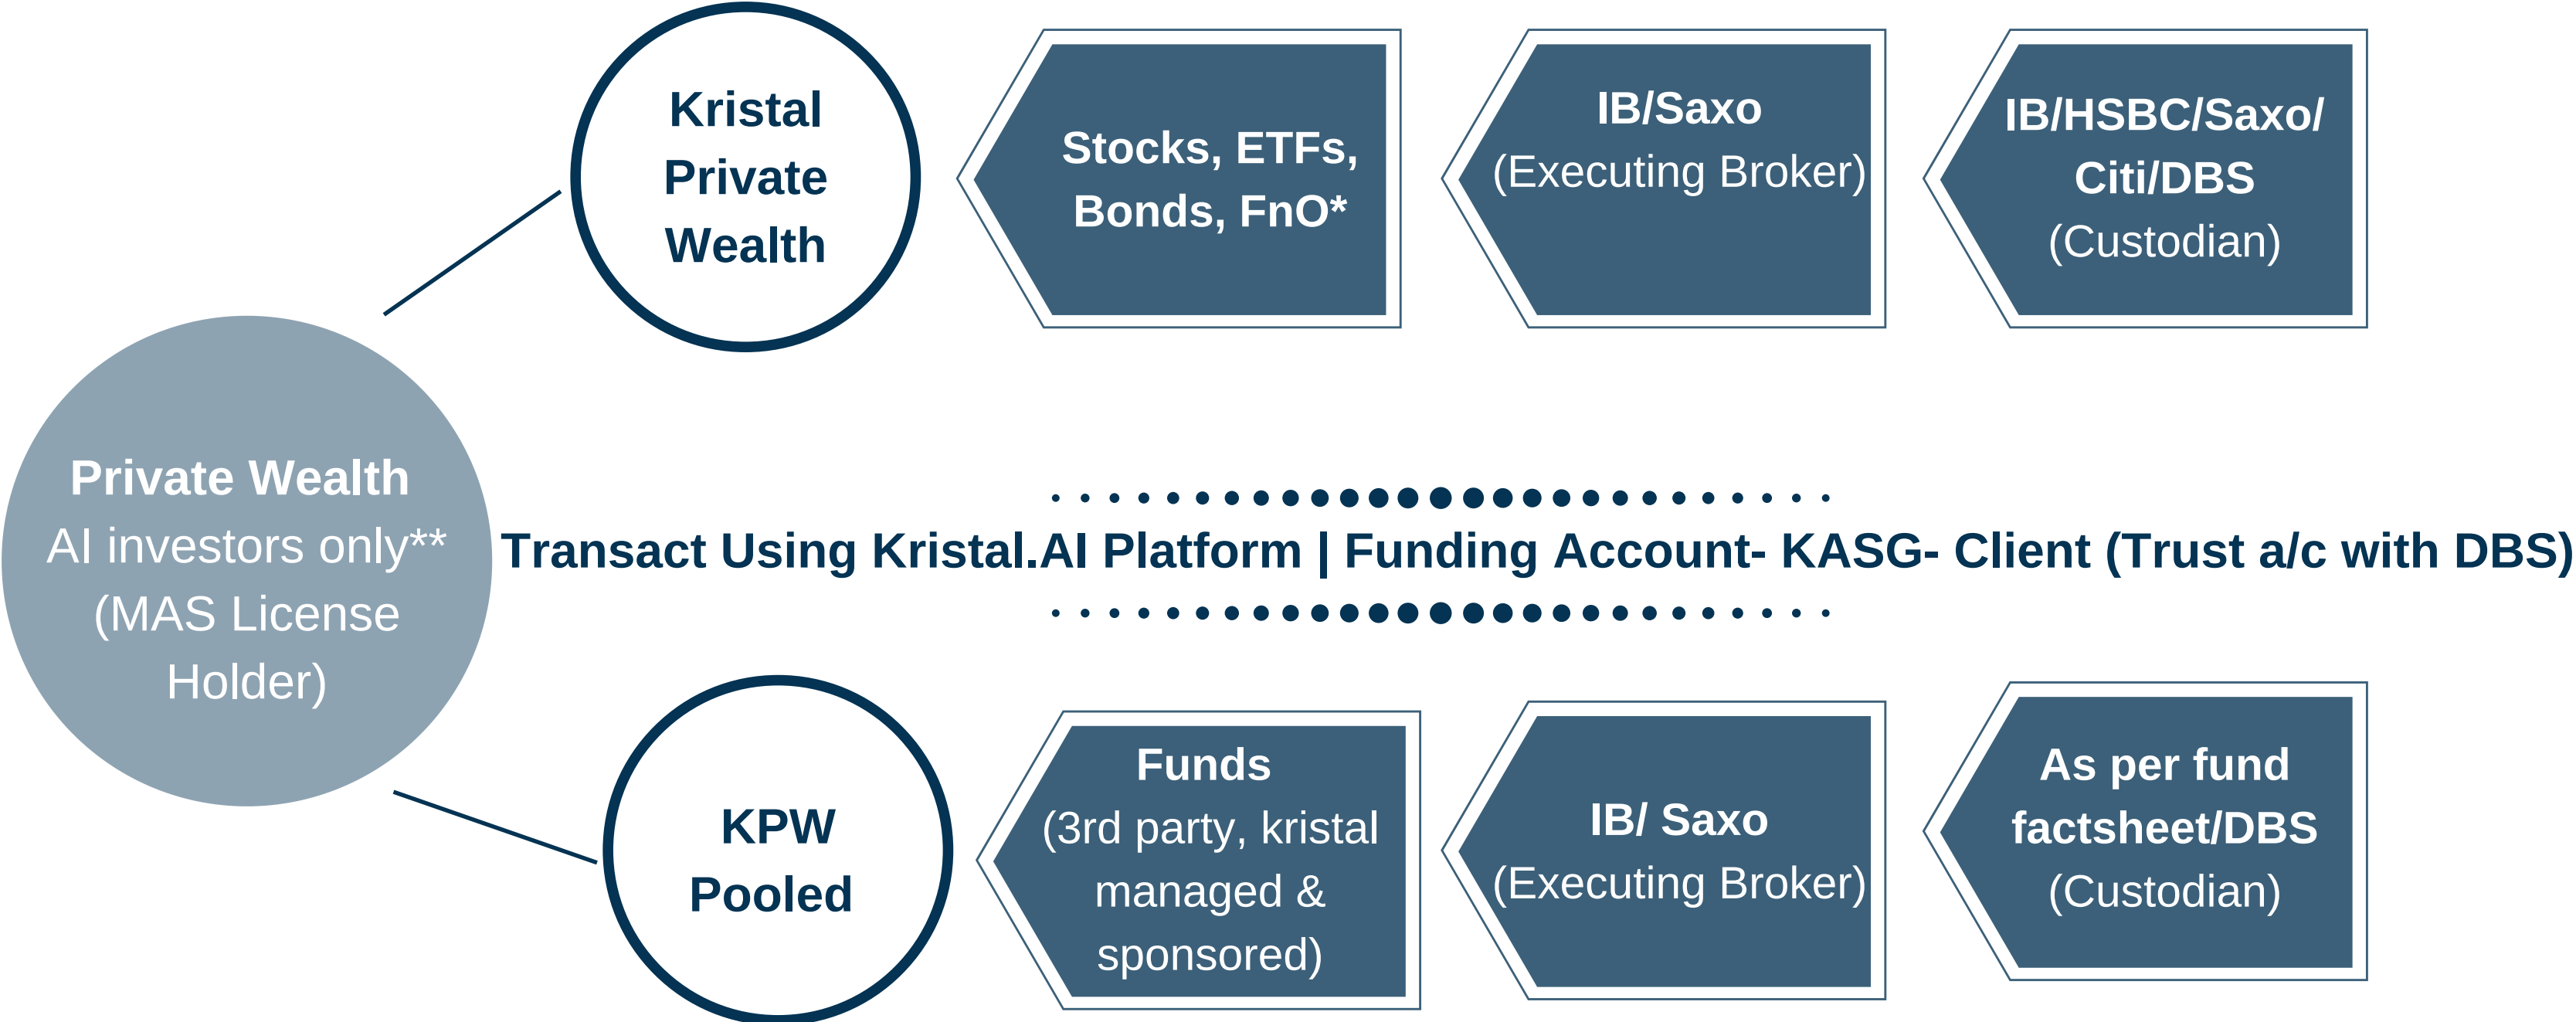 Kristal
Private
Wealth
Stocks, ETFs,
Bonds, FnO*
IB/Saxo
(Executing Broker)
IB/HSBC/Saxo/
Citi/DBS
(Custodian)
Private Wealth
AI investors only**
(MAS License
Holder)
Transact Using Kristal.AI Platform | Funding Account- KASG- Client (Trust a/c with DBS)
KPW
Pooled
Funds
(3rd party, kristal
managed &
sponsored)
IB/ Saxo
(Executing Broker)
As per fund
factsheet/DBS
(Custodian)